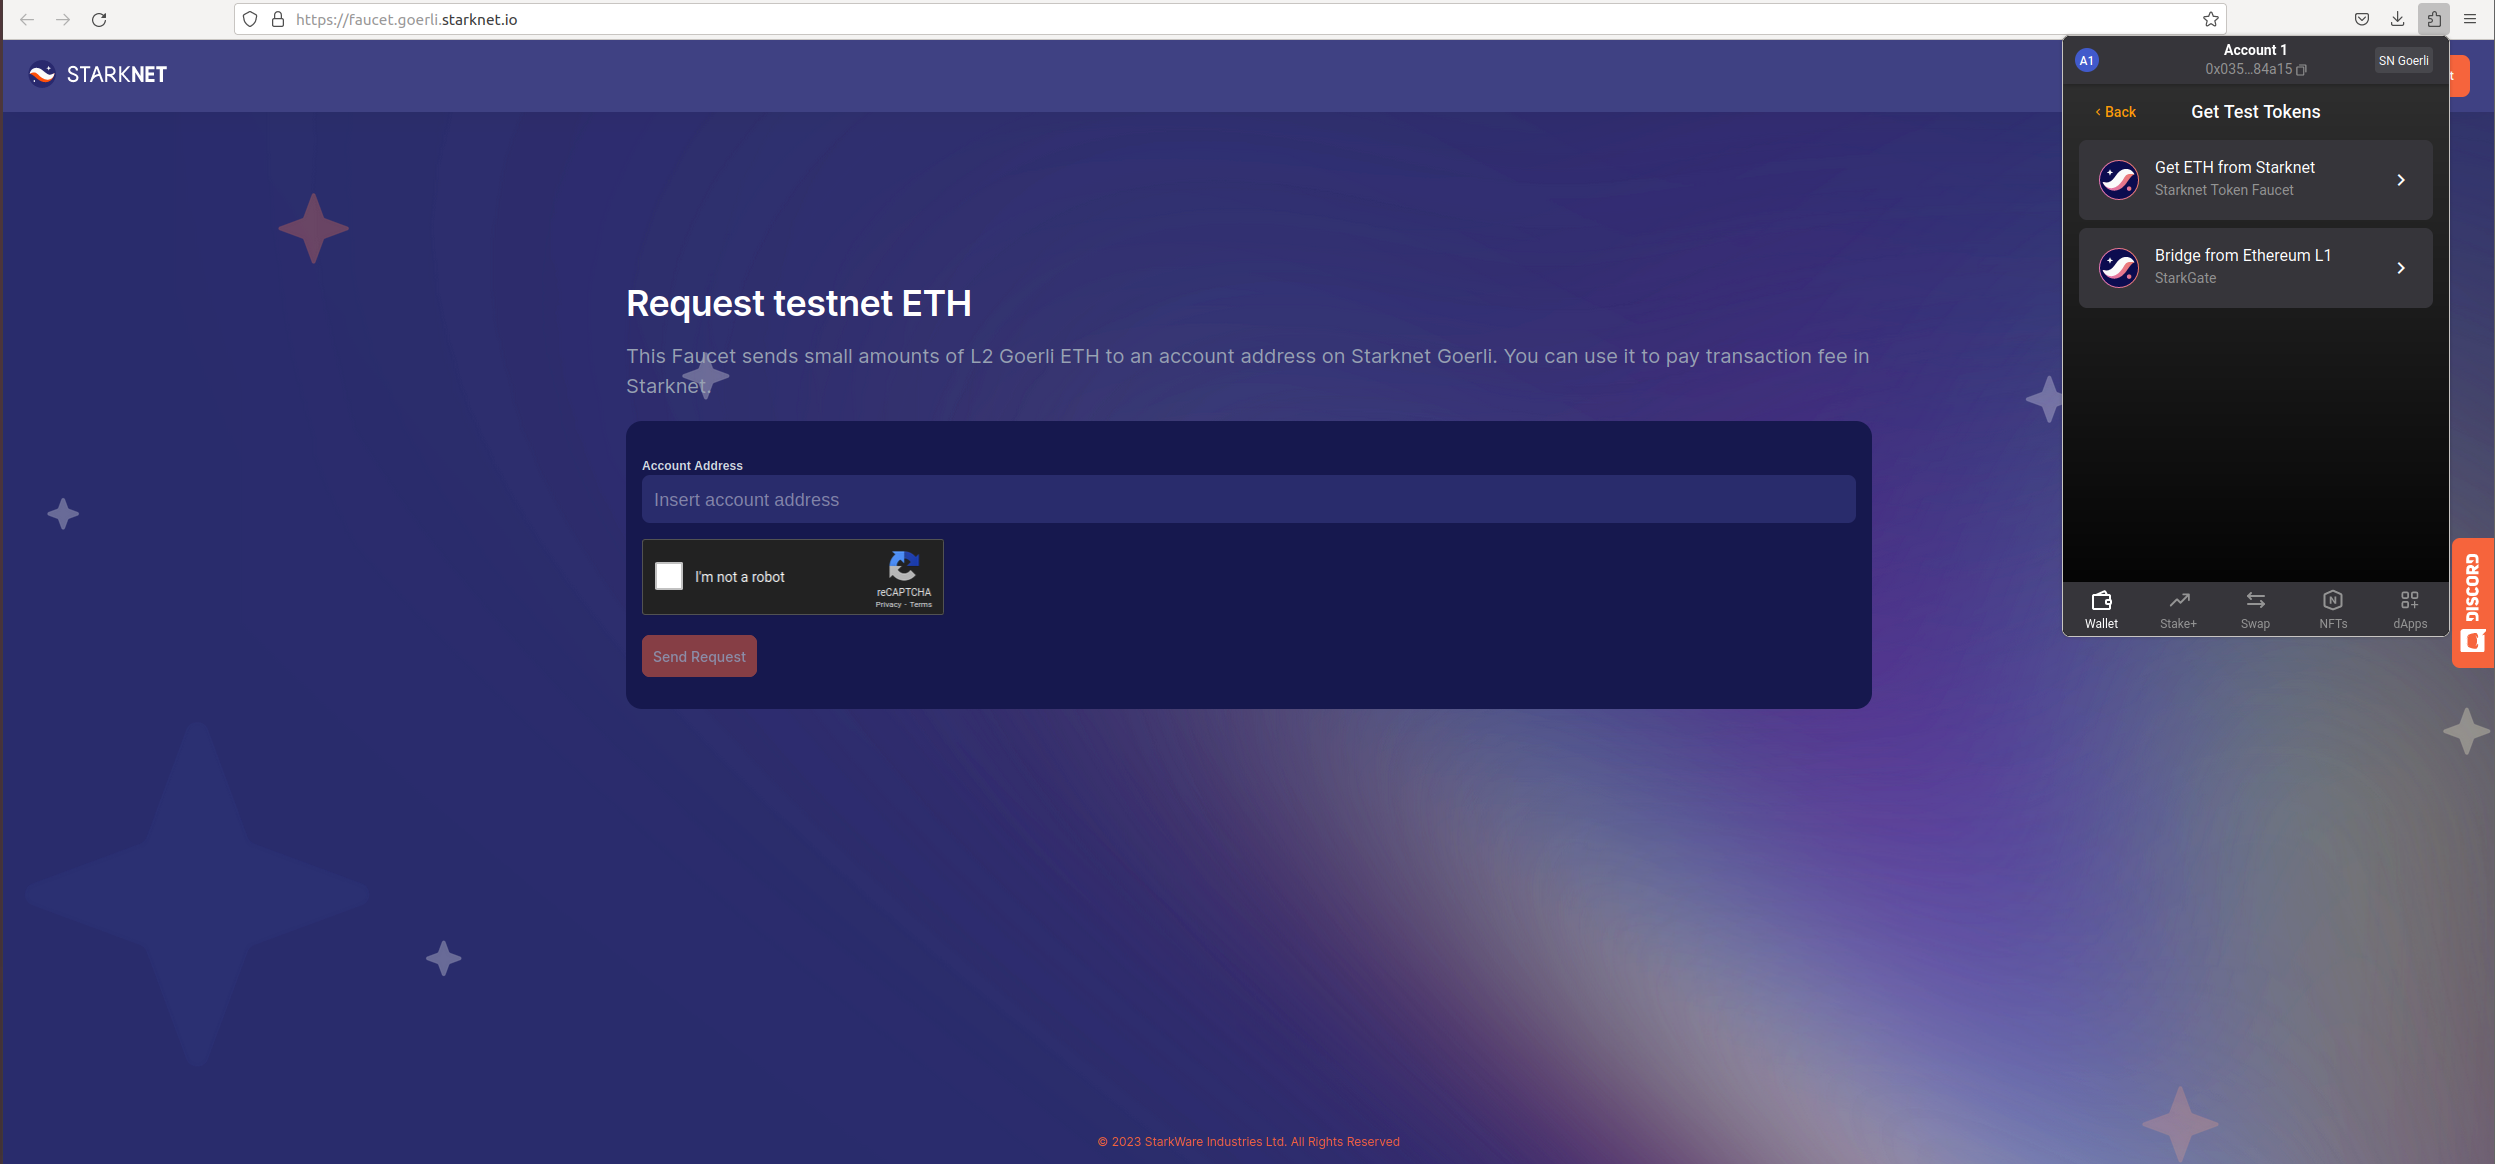 https://faucet.goerli.starknet.io
STARKNET
Request testnet ETH
This Faucet sends small amounts of L2 Goerli ETH to an account address on Starknet Goerli. You can use it to pay transaction fee in
Starknet.
Account Address
Insert account address
I'm not a robot
reCAPTCHA
Privacy - Terms
Send Request
© 2023 StarkWare Industries Ltd. All Rights Reserved
A1
Account 1
0x035…84a15
SN Goerli
t
Back
Get Test Tokens
Get ETH from Starknet
Starknet Token Faucet
Bridge from Ethereum L1
StarkGate
Wallet
Stake+
Swap
N
NFTs
dApps
DISCORD